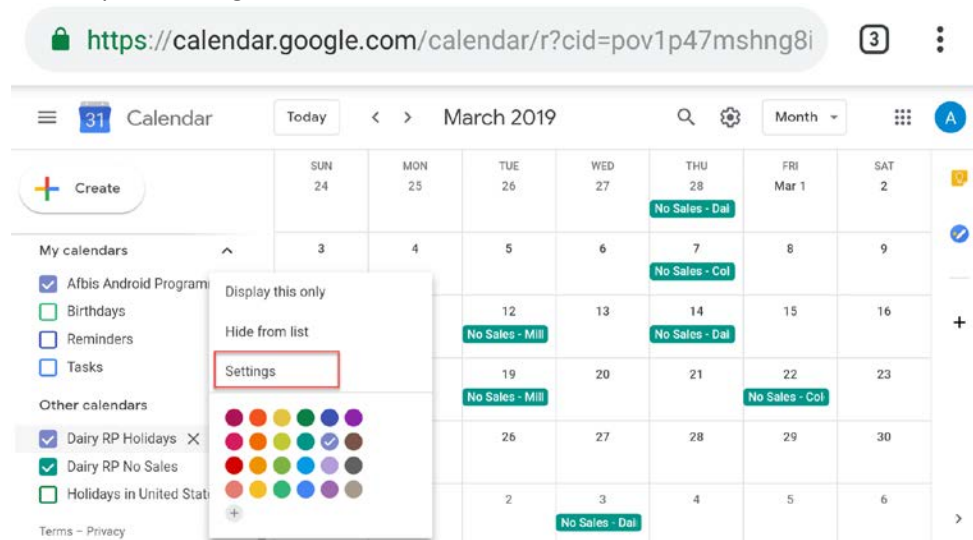 https://calendar.google.com/calendar/r?cid=pov1p47mshng8i 3
31 Calendar Today March 2019 Month A
Create
SUN MON TUE WED THU FRI SAT
24 25 26 27 28 Mar 1 2
No Sales - Dai
My calendars
3 4 5 6 7 8 9
No Sales - Col
Afbis Android Program
Birthdays
Reminders
Tasks
Display this only
Hide from list
Settings
12 13 14 15 16
No Sales - Mill No Sales - Dai
19 20 21 22 23
No Sales - Mill No Sales - Col
Other calendars
Dairy RP Holidays
Dairy RP No Sales
Holidays in United Stat
26 27 28 29 30
2 3 4 5 6
No Sales - Dai
Terms – Privacy